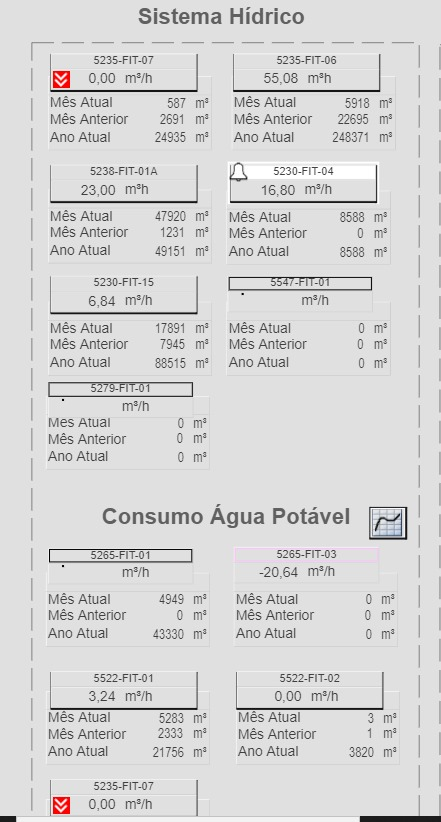 Sistema Hídrico
5235-FIT-07
0,00 m³/h
Mês Atual 587 m³
Mês Anterior 2691 m³
Ano Atual 24935 m³
5235-FIT-06
55,08 m³h
Mês Atual 5918 m³
Mês Anterior 22695 m³
Ano Atual 248371 m³
5238-FIT-01A
23,00 m³h
Mês Atual 47920 m³
Mês Anterior 1231 m³
Ano Atual 49151 m³
5230-FIT-04
16,80 m³/h
Mês Atual 8588 m³
Mês Anterior 0 m³
Ano Atual 8588 m³
5230-FIT-15
6,84 m³/h
Mês Atual 17891 m³
Mês Anterior 7945 m³
Ano Atual 88515 m³
5547-FIT-01
m³/h
Mês Atual 0 m³
Mês Anterior 0 m³
Ano Atual 0 m³
5279-FIT-01
m³/h
Mês Atual 0 m³
Mês Anterior 0 m³
Ano Atual 0 m³
Consumo Água Potável
5265-FIT-01
m³/h
Mês Atual 4949 m³
Mês Anterior 0 m³
Ano Atual 43330 m³
5265-FIT-03
-20,64 m³/h
Mês Atual 0 m³
Mês Anterior 0 m³
Ano Atual 0 m³
5522-FIT-01
3,24 m³/h
Mês Atual 5283 m³
Mês Anterior 2333 m³
Ano Atual 21756 m³
5522-FIT-02
0,00 m³/h
Mês Atual 3 m³
Mês Anterior 1 m³
Ano Atual 3820 m³
5235-FIT-07
0,00 m³/h